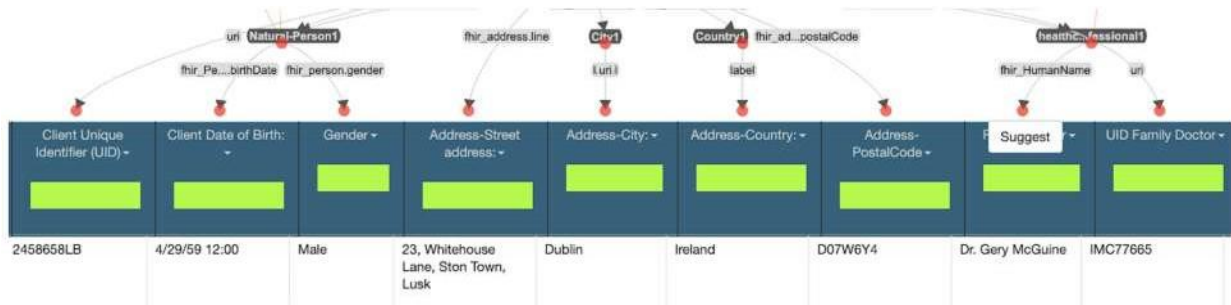 uri Natural-Person1 fhir_address.line City1 Country1 fhir_ad...postalCode healthc...fessional1
fhir_Pe....birthDate fhir_person.gender uri label fhir_HumanName uri
Client Unique Client Date of Birth: Gender Address-Street Address-City: Address-Country: Address- UID Family Doctor
Identifier (UID) address: PostalCode Suggest
2458658LB 4/29/59 12:00 Male 23, Whitehouse Dublin Ireland D07W6Y4 Dr. Gery McGuine IMC77665
Lane, Ston Town,
Lusk